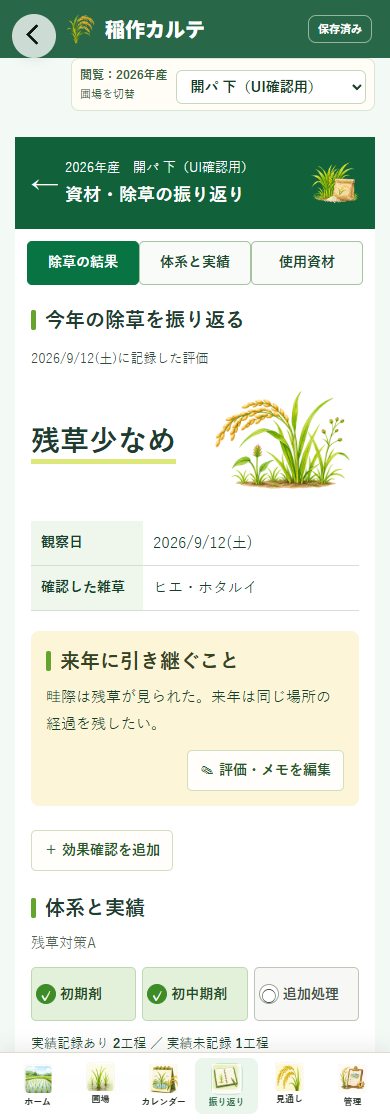 稲作カルテ
保存済み
閲覧：2026年産
圃場を切替
開パ 下（UI確認用）
2026年産　開パ 下（UI確認用）
資材・除草の振り返り
除草の結果
体系と実績
使用資材
今年の除草を振り返る
2026/9/12(土)に記録した評価
残草少なめ
観察日
2026/9/12(土)
確認した雑草
ヒエ・ホタルイ
来年に引き継ぐこと
畦際は残草が見られた。来年は同じ場所の
経過を残したい。
✎ 評価・メモを編集
＋ 効果確認を追加
体系と実績
残草対策A
初期剤
初中期剤
追加処理
実績記録あり 2工程 ／ 実績未記録 1工程
ホーム
圃場
カレンダー
振り返り
見通し
管理